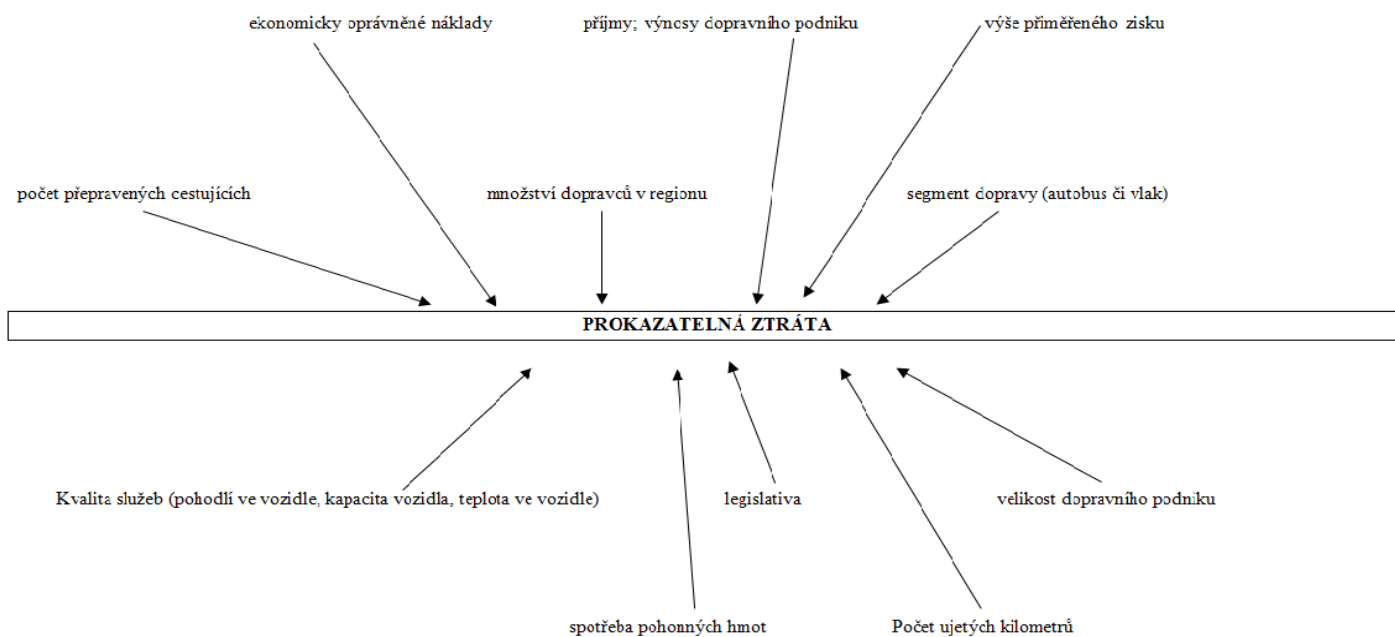 ekonomicky oprávněné náklady
příjmy; výnosy dopravního podniku
výše přiměřeného zisku
počet přepravených cestujících
množství dopravců v regionu
segment dopravy (autobus či vlak)
PROKAZATELNÁ ZTRÁTA
Kvalita služeb (pohodlí ve vozidle, kapacita vozidla, teplota ve vozidle)
legislativa
velikost dopravního podniku
spotřeba pohonných hmot
Počet ujetých kilometrů